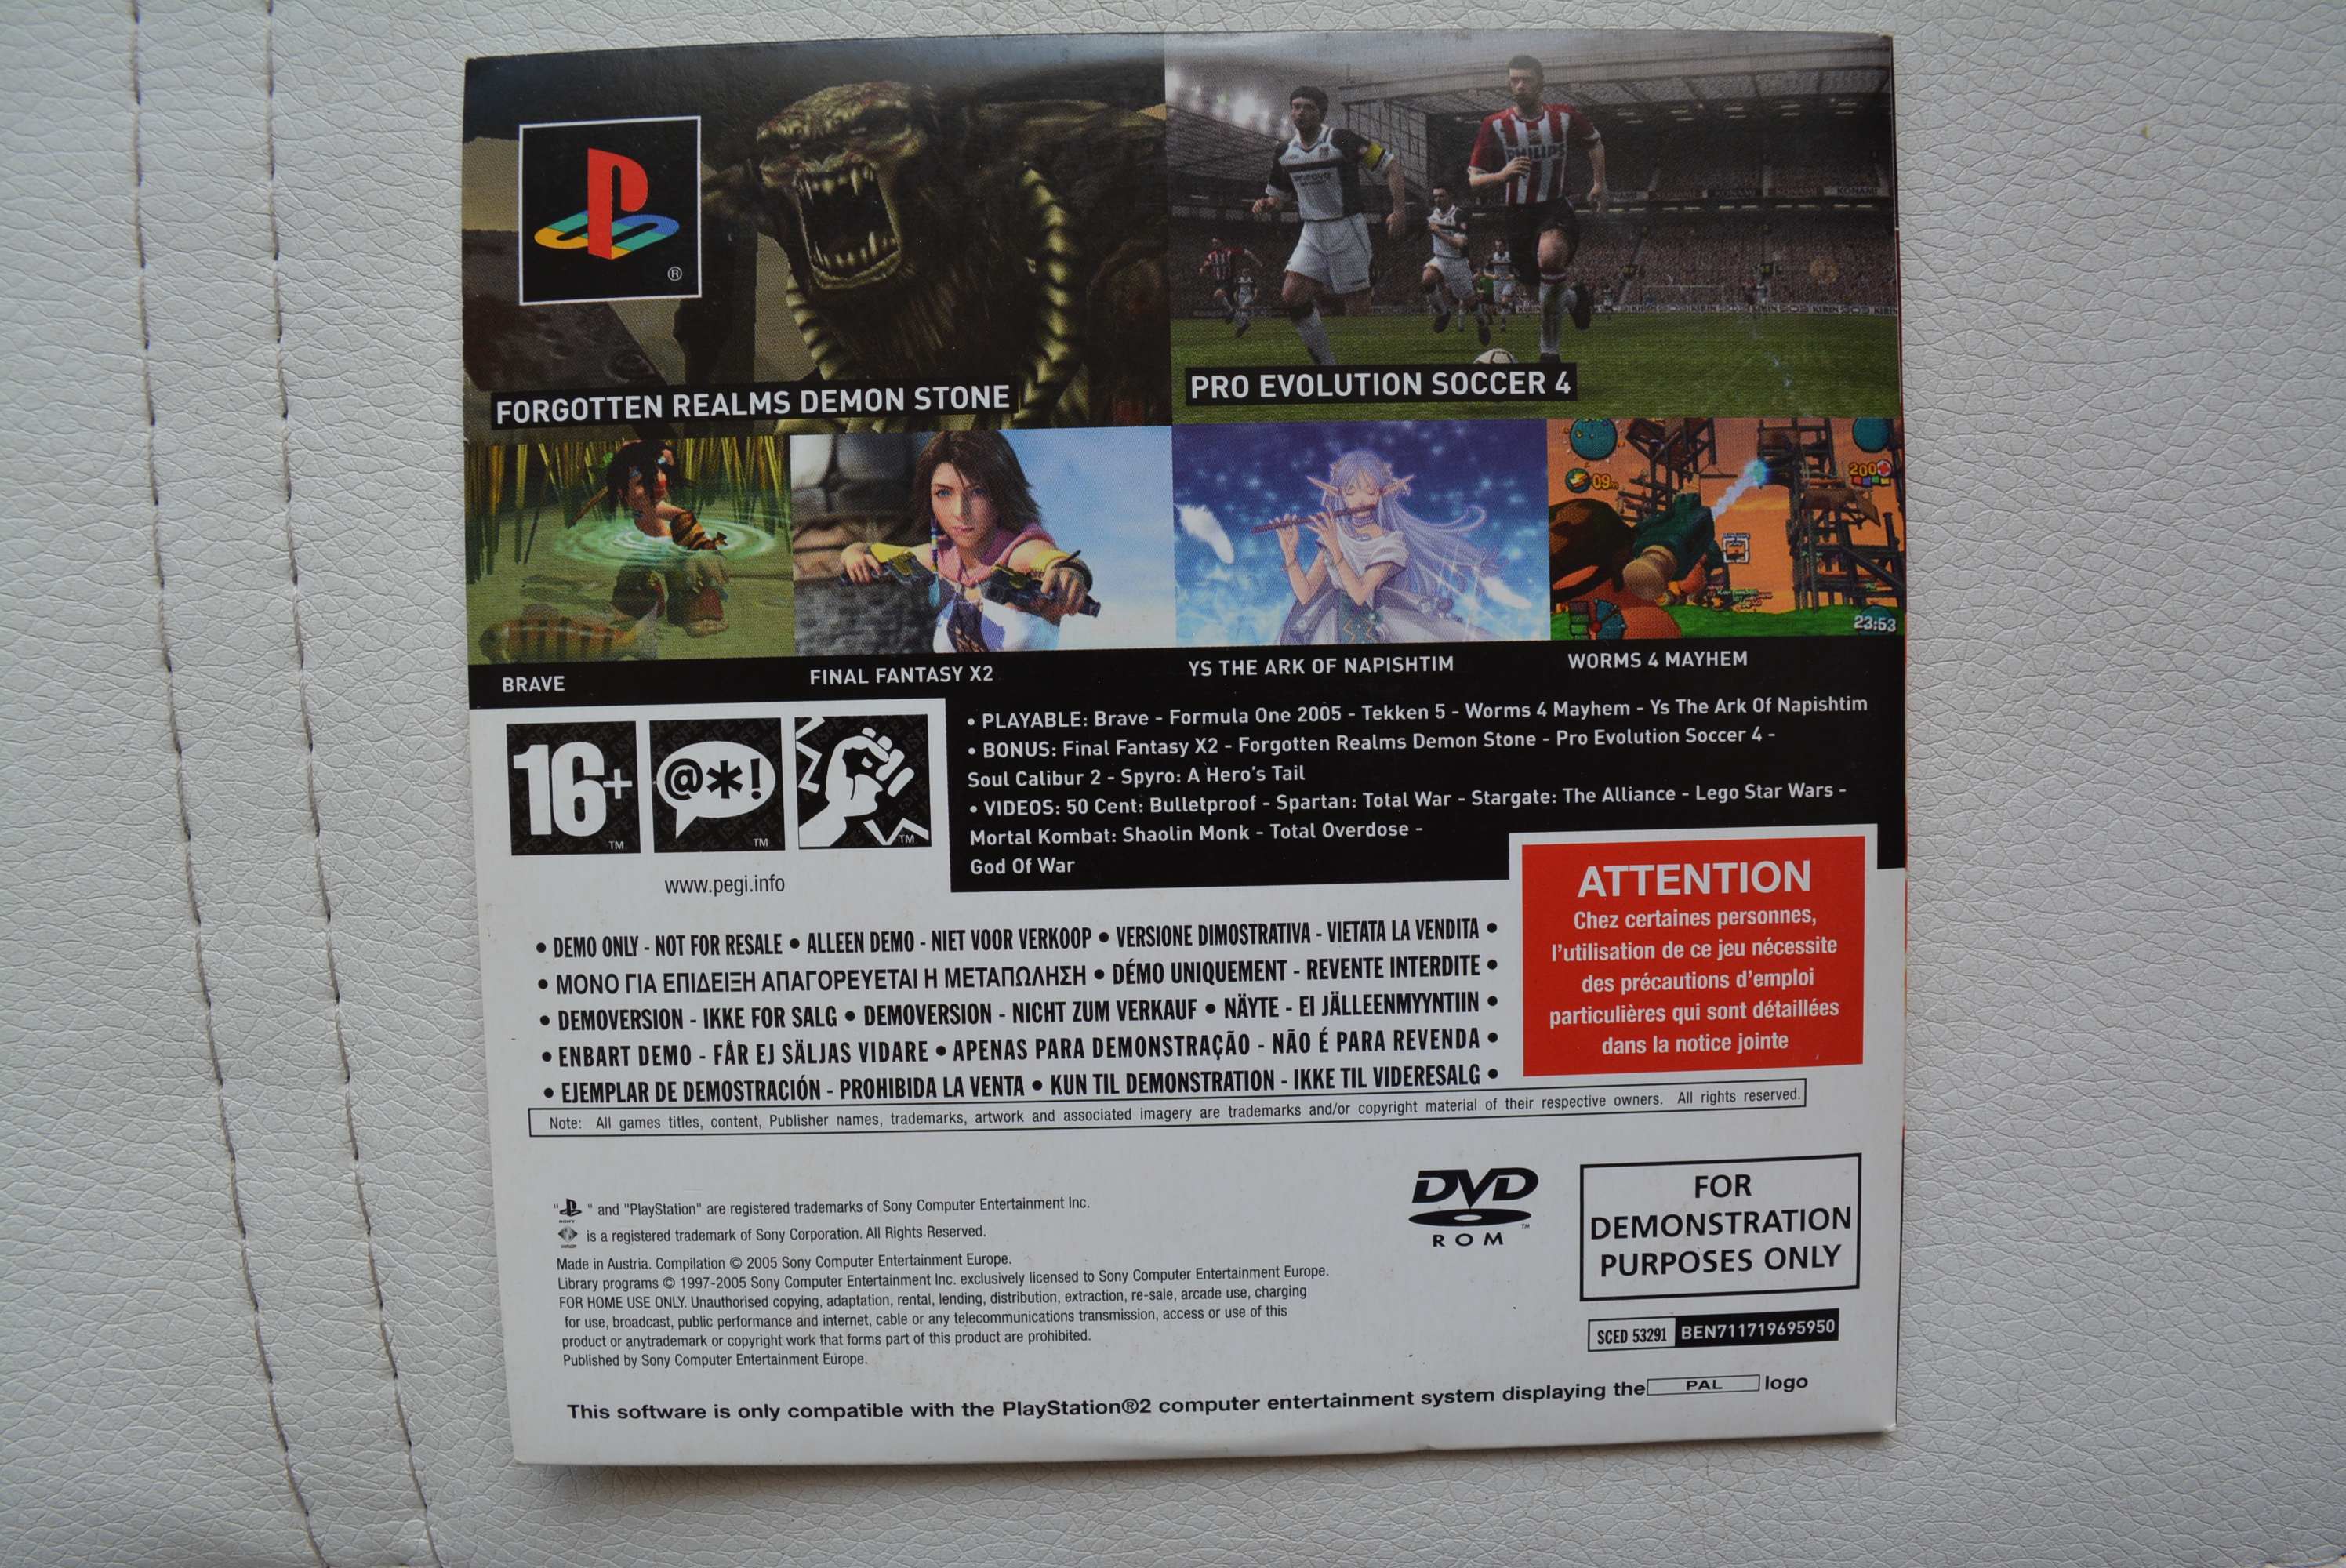 ®
PHILIPS
KONAMI KONAMI KONAMI
FORGOTTEN REALMS DEMON STONE
PRO EVOLUTION SOCCER 4
09
200
23:53
BRAVE
FINAL FANTASY X2
YS THE ARK OF NAPISHTIM
WORMS 4 MAYHEM
16+ TM
@*! TM
TM
www.pegi.info
• PLAYABLE: Brave - Formula One 2005 - Tekken 5 - Worms 4 Mayhem - Ys The Ark Of Napishtim
• BONUS: Final Fantasy X2 - Forgotten Realms Demon Stone - Pro Evolution Soccer 4 -
Soul Calibur 2 - Spyro: A Hero's Tail
• VIDEOS: 50 Cent: Bulletproof - Spartan: Total War - Stargate: The Alliance - Lego Star Wars -
Mortal Kombat: Shaolin Monk - Total Overdose -
God Of War
ATTENTION
Chez certaines personnes,
l'utilisation de ce jeu nécessite
des précautions d'emploi
particulières qui sont détaillées
dans la notice jointe
• DEMO ONLY - NOT FOR RESALE • ALLEEN DEMO - NIET VOOR VERKOOP • VERSIONE DIMOSTRATIVA - VIETATA LA VENDITA •
• ΜΟΝΟ ΓΙΑ ΕΠΙΔΕΙΞΗ ΑΠΑΓΟΡΕΥΕΤΑΙ Η ΜΕΤΑΠΩΛΗΣΗ • DÉMO UNIQUEMENT - REVENTE INTERDITE •
• DEMOVERSION - IKKE FOR SALG • DEMOVERSION - NICHT ZUM VERKAUF • NÄYTE - EI JÄLLEENMYYNTIIN •
• ENBART DEMO - FÅR EJ SÄLJAS VIDARE • APENAS PARA DEMONSTRAÇÃO - NÃO É PARA REVENDA •
• EJEMPLAR DE DEMOSTRACIÓN - PROHIBIDA LA VENTA • KUN TIL DEMONSTRATION - IKKE TIL VIDERESALG •
Note: All games titles, content, Publisher names, trademarks, artwork and associated imagery are trademarks and/or copyright material of their respective owners. All rights reserved.
" " and "PlayStation" are registered trademarks of Sony Computer Entertainment Inc.
is a registered trademark of Sony Corporation. All Rights Reserved.
Made in Austria. Compilation © 2005 Sony Computer Entertainment Europe.
Library programs © 1997-2005 Sony Computer Entertainment Inc. exclusively licensed to Sony Computer Entertainment Europe.
FOR HOME USE ONLY. Unauthorised copying, adaptation, rental, lending, distribution, extraction, re-sale, arcade use, charging
for use, broadcast, public performance and internet, cable or any telecommunications transmission, access or use of this
product or anytrademark or copyright work that forms part of this product are prohibited.
Published by Sony Computer Entertainment Europe.
DVD TM
ROM
FOR
DEMONSTRATION
PURPOSES ONLY
SCED 53291 BEN711719695950
This software is only compatible with the PlayStation®2 computer entertainment system displaying the PAL logo